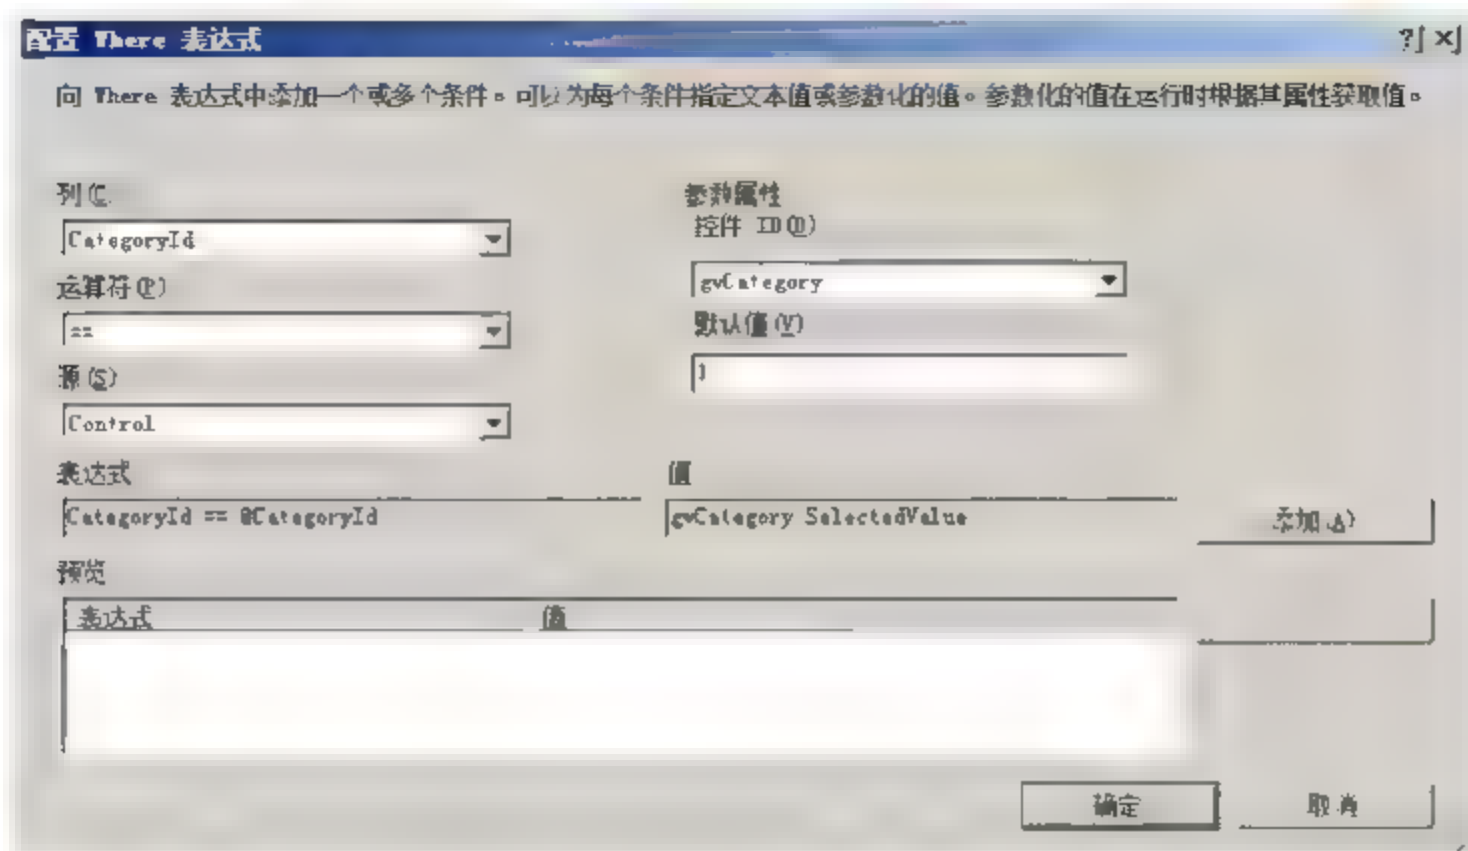 配置 Where 表达式
向 Where 表达式中添加一个或多个条件。可以为每个条件指定文本值或参数化的值。参数化的值在运行时根据其属性获取值。
列(C
CategoryId
运算符(P)
==
源(S)
Control
参数属性
控件 ID(D)
gvCategory
默认值(V)
1
表达式
CategoryId == @CategoryId
值
gvCategory SelectedValue
添加(A)
预览
表达式 值
确定 取消